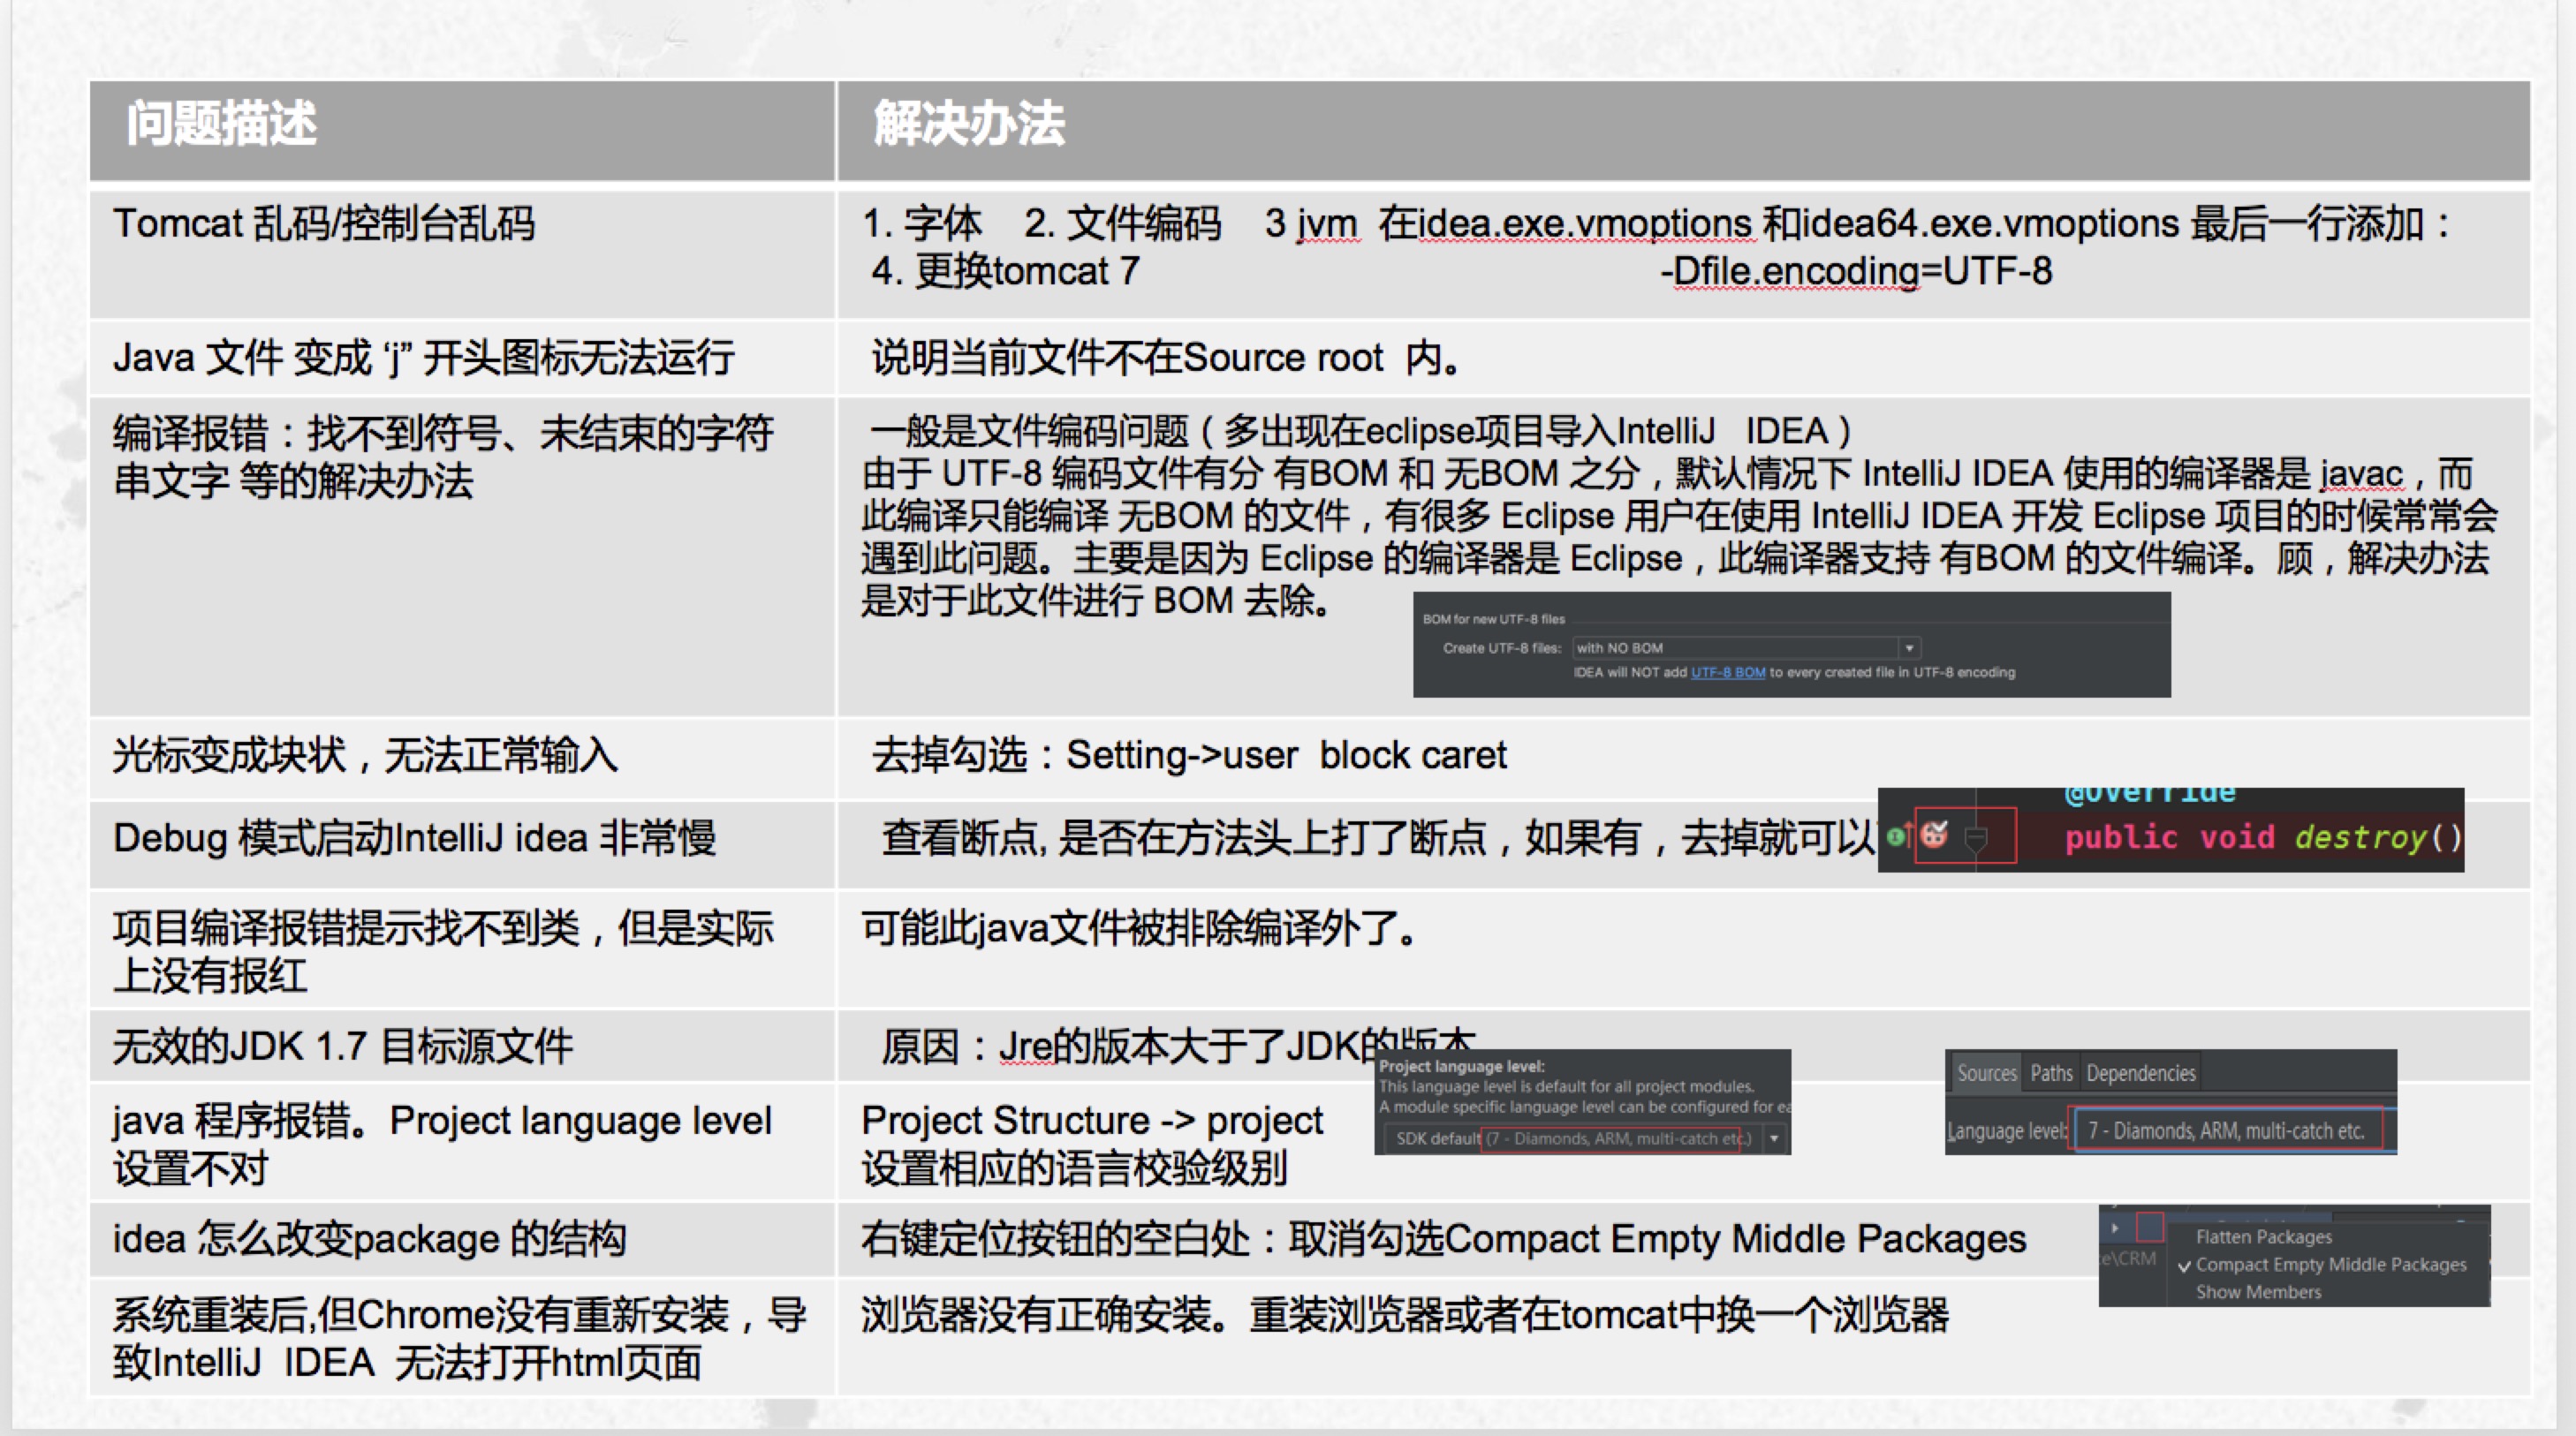 问题描述
解决办法
Tomcat 乱码/控制台乱码
1. 字体 2. 文件编码 3 jvm 在idea.exe.vmoptions 和idea64.exe.vmoptions 最后一行添加：
4. 更换tomcat 7 -Dfile.encoding=UTF-8
Java 文件 变成 ‘j” 开头图标无法运行
说明当前文件不在Source root 内。
编译报错：找不到符号、未结束的字符
串文字 等的解决办法
一般是文件编码问题（多出现在eclipse项目导入IntelliJ IDEA）
由于 UTF-8 编码文件有分 有BOM 和 无BOM 之分，默认情况下 IntelliJ IDEA 使用的编译器是 javac，而
此编译只能编译 无BOM 的文件，有很多 Eclipse 用户在使用 IntelliJ IDEA 开发 Eclipse 项目的时候常常会
遇到此问题。主要是因为 Eclipse 的编译器是 Eclipse，此编译器支持 有BOM 的文件编译。顾，解决办法
是对于此文件进行 BOM 去除。
BOM for new UTF-8 files
Create UTF-8 files: with NO BOM
IDEA will NOT add UTF-8 BOM to every created file in UTF-8 encoding
光标变成块状，无法正常输入
去掉勾选：Setting->user block caret
Debug 模式启动IntelliJ idea 非常慢
查看断点, 是否在方法头上打了断点，如果有，去掉就可以
@Override
public void destroy()
项目编译报错提示找不到类，但是实际
上没有报红
可能此java文件被排除编译外了。
无效的JDK 1.7 目标源文件
原因：Jre的版本大于了JDK的版本
java 程序报错。Project language level
设置不对
Project Structure -> project
设置相应的语言校验级别
Project language level:
This language level is default for all project modules.
A module specific language level can be configured for ea
SDK default (7 - Diamonds, ARM, multi-catch etc.)
Sources Paths Dependencies
Language level: 7 - Diamonds, ARM, multi-catch etc.
idea 怎么改变package 的结构
右键定位按钮的空白处：取消勾选Compact Empty Middle Packages
Flatten Packages
e\CRM
Compact Empty Middle Packages
Show Members
系统重装后,但Chrome没有重新安装，导
致IntelliJ IDEA 无法打开html页面
浏览器没有正确安装。重装浏览器或者在tomcat中换一个浏览器